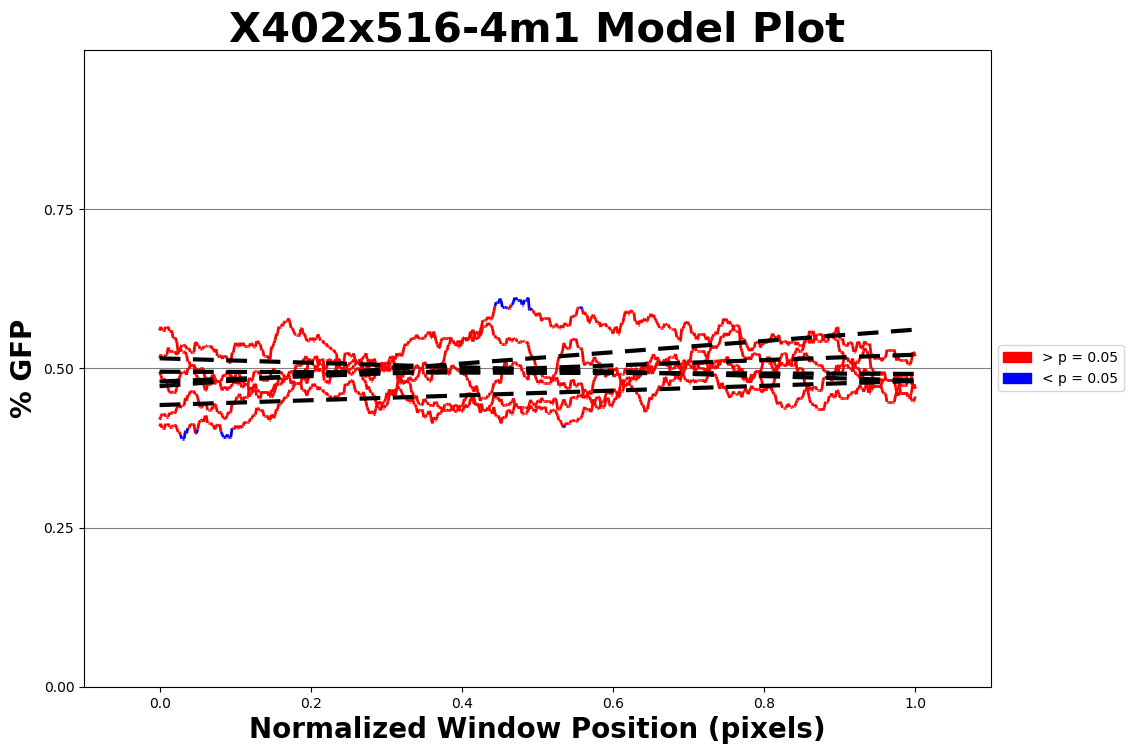 X402x516-4m1 Model Plot
% GFP
0.75
0.50
0.25
0.00
0.0 0.2 0.4 0.6 0.8 1.0
Normalized Window Position (pixels)
> p = 0.05
< p = 0.05